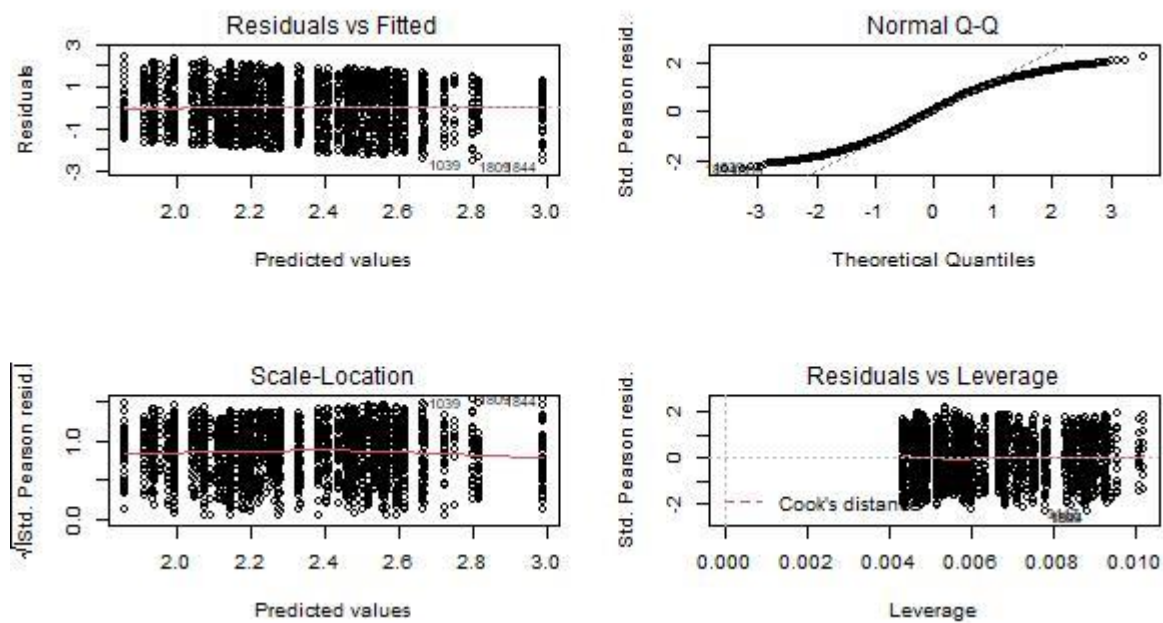 Residuals vs Fitted
Residuals
3
1
-1
-3
1039
1844
2.0 2.2 2.4 2.6 2.8 3.0
Predicted values
Normal Q-Q
Std. Pearson resid.
2
0
-2
-3 -2 -1 0 1 2 3
Theoretical Quantiles
Scale-Location
√|Std. Pearson resid.|
1.0
0.0
1039
1844
2.0 2.2 2.4 2.6 2.8 3.0
Predicted values
Residuals vs Leverage
Std. Pearson resid.
2
0
-2
Cook's distan
0.000 0.002 0.004 0.006 0.008 0.010
Leverage